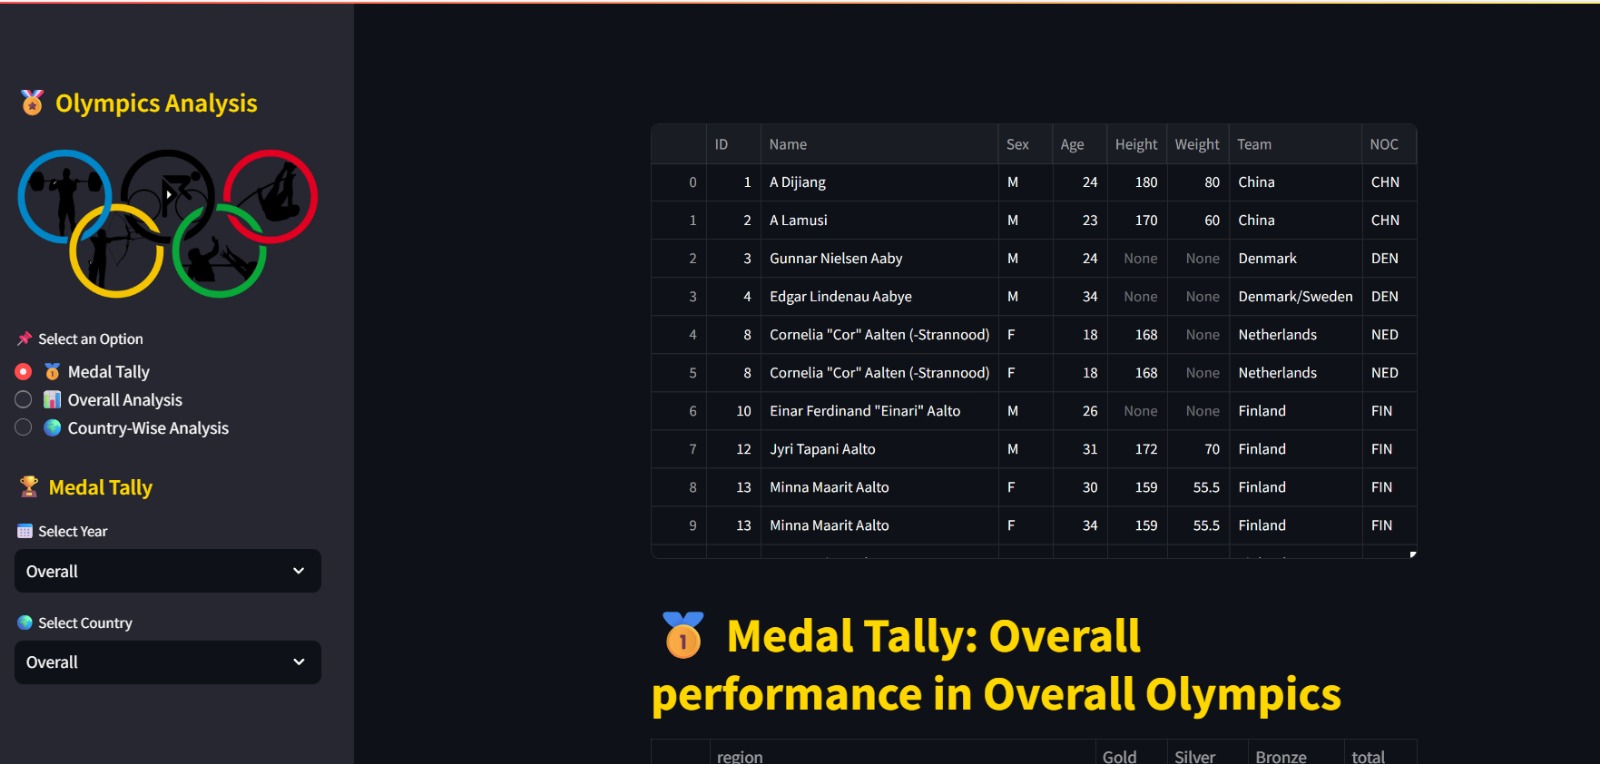 Olympics Analysis
Select an Option
Medal Tally
Overall Analysis
Country-Wise Analysis
Medal Tally
Select Year
Overall
Select Country
Overall
ID Name Sex Age Height Weight Team NOC
0 1 A Dijiang M 24 180 80 China CHN
1 2 A Lamusi M 23 170 60 China CHN
2 3 Gunnar Nielsen Aaby M 24 None None Denmark DEN
3 4 Edgar Lindenau Aabye M 34 None None Denmark/Sweden DEN
4 8 Cornelia "Cor" Aalten (-Strannood) F 18 168 None Netherlands NED
5 8 Cornelia "Cor" Aalten (-Strannood) F 18 168 None Netherlands NED
6 10 Einar Ferdinand "Einari" Aalto M 26 None None Finland FIN
7 12 Jyri Tapani Aalto M 31 172 70 Finland FIN
8 13 Minna Maarit Aalto F 30 159 55.5 Finland FIN
9 13 Minna Maarit Aalto F 34 159 55.5 Finland FIN
1 Medal Tally: Overall
performance in Overall Olympics
region Gold Silver Bronze total